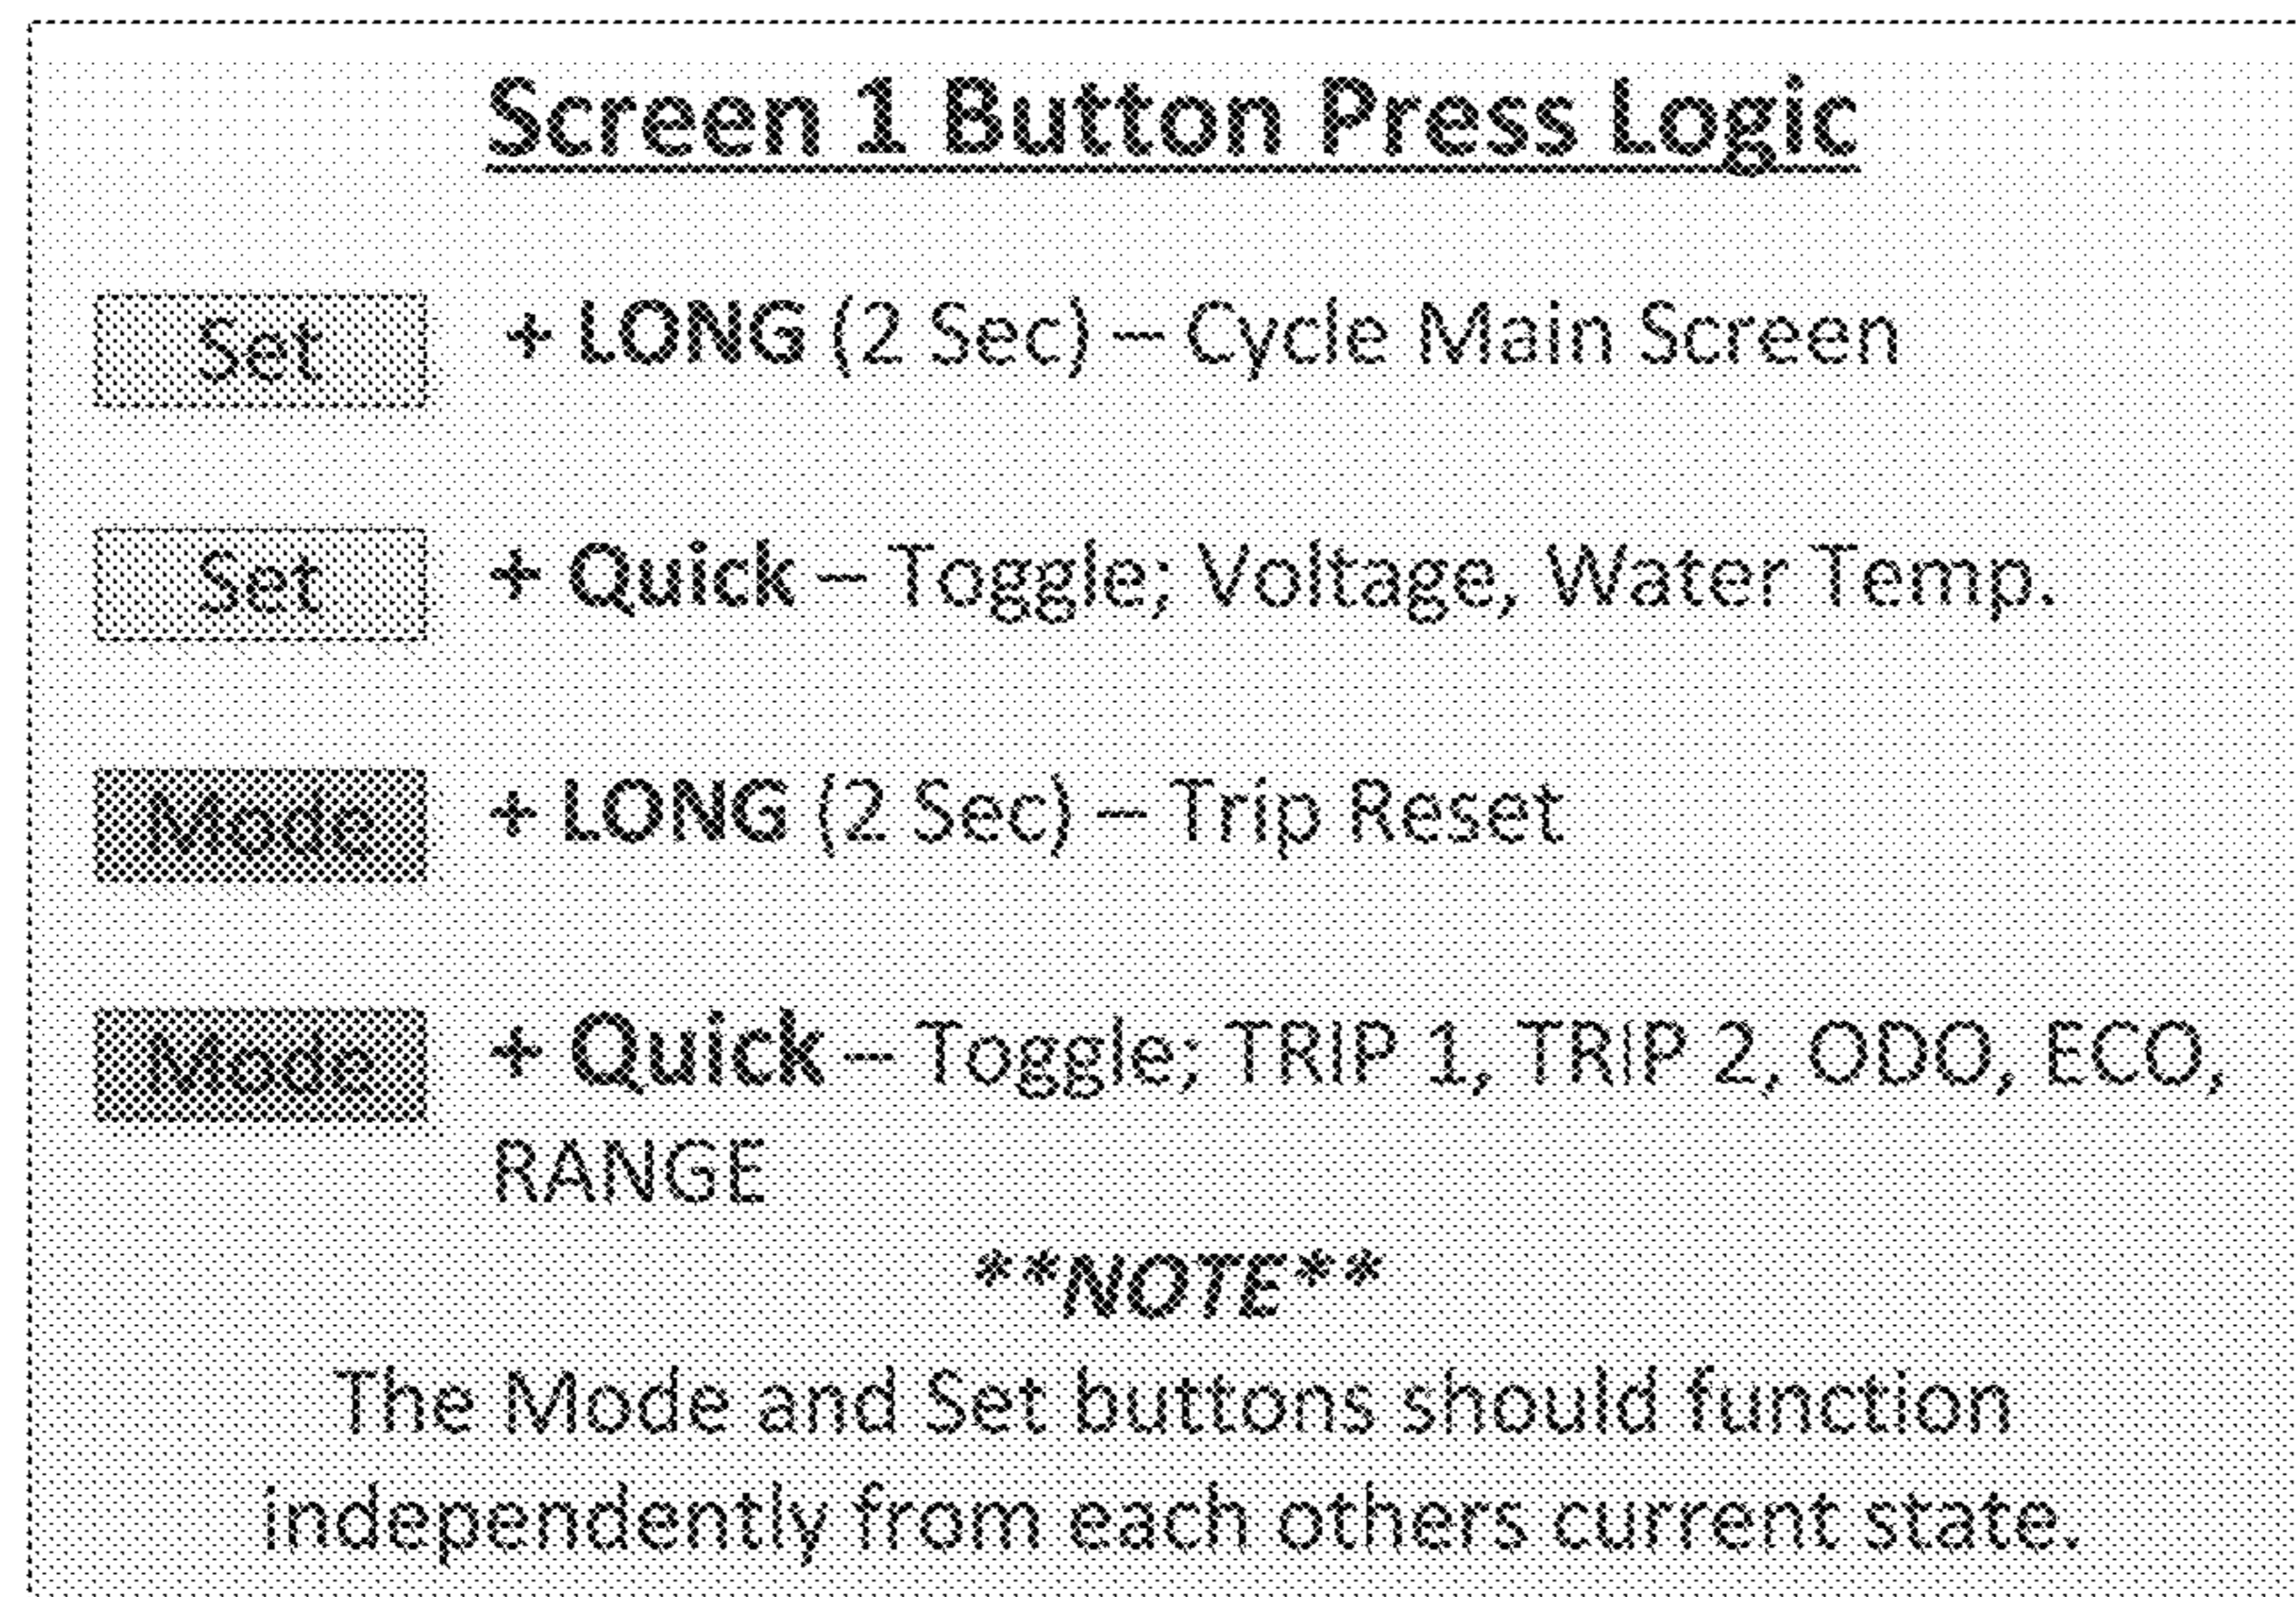 Screen 1 Button Press Logic
Set + LONG (2 Sec) – Cycle Main Screen
Set + Quick – Toggle; Voltage, Water Temp.
Mode + LONG (2 Sec) – Trip Reset
Mode + Quick – Toggle; TRIP 1, TRIP 2, ODO, ECO,
RANGE
**NOTE**
The Mode and Set buttons should function
independently from each others current state.